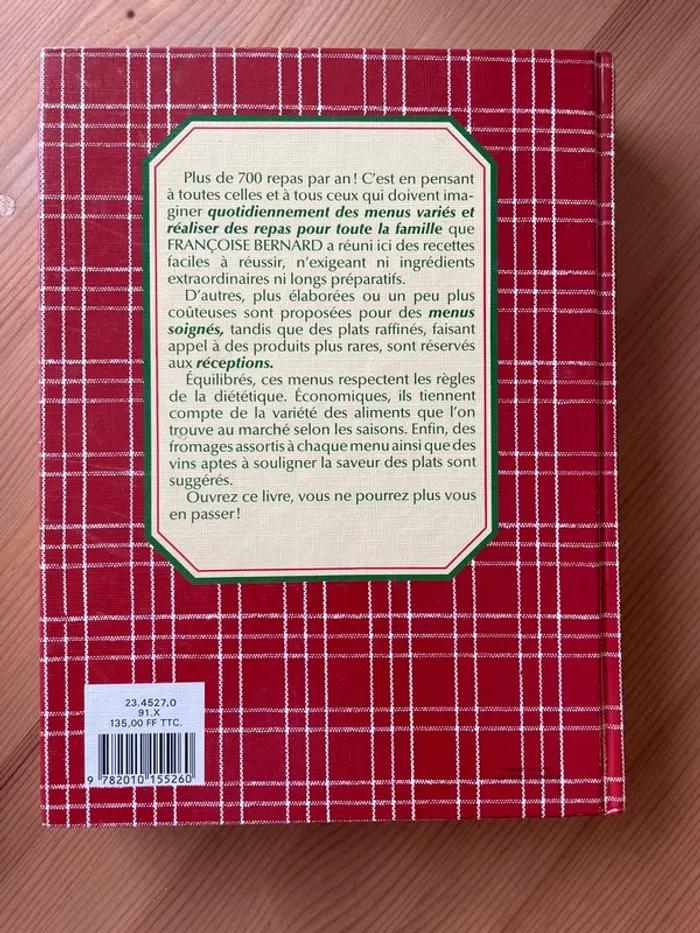 Plus de 700 repas par an ! C'est en pensant
à toutes celles et à tous ceux qui doivent ima-
giner quotidiennement des menus variés et
réaliser des repas pour toute la famille que
FRANÇOISE BERNARD a réuni ici des recettes
faciles à réussir, n'exigeant ni ingrédients
extraordinaires ni longs préparatifs.
D'autres, plus élaborées ou un peu plus
coûteuses sont proposées pour des menus
soignés, tandis que des plats raffinés, faisant
appel à des produits plus rares, sont réservés
aux réceptions.
Équilibrés, ces menus respectent les règles
de la diététique. Économiques, ils tiennent
compte de la variété des aliments que l'on
trouve au marché selon les saisons. Enfin, des
fromages assortis à chaque menu ainsi que des
vins aptes à souligner la saveur des plats sont
suggérés.
Ouvrez ce livre, vous ne pourrez plus vous
en passer !
23.4527.0
91.X
135,00 FF TTC.
9 782010 155260